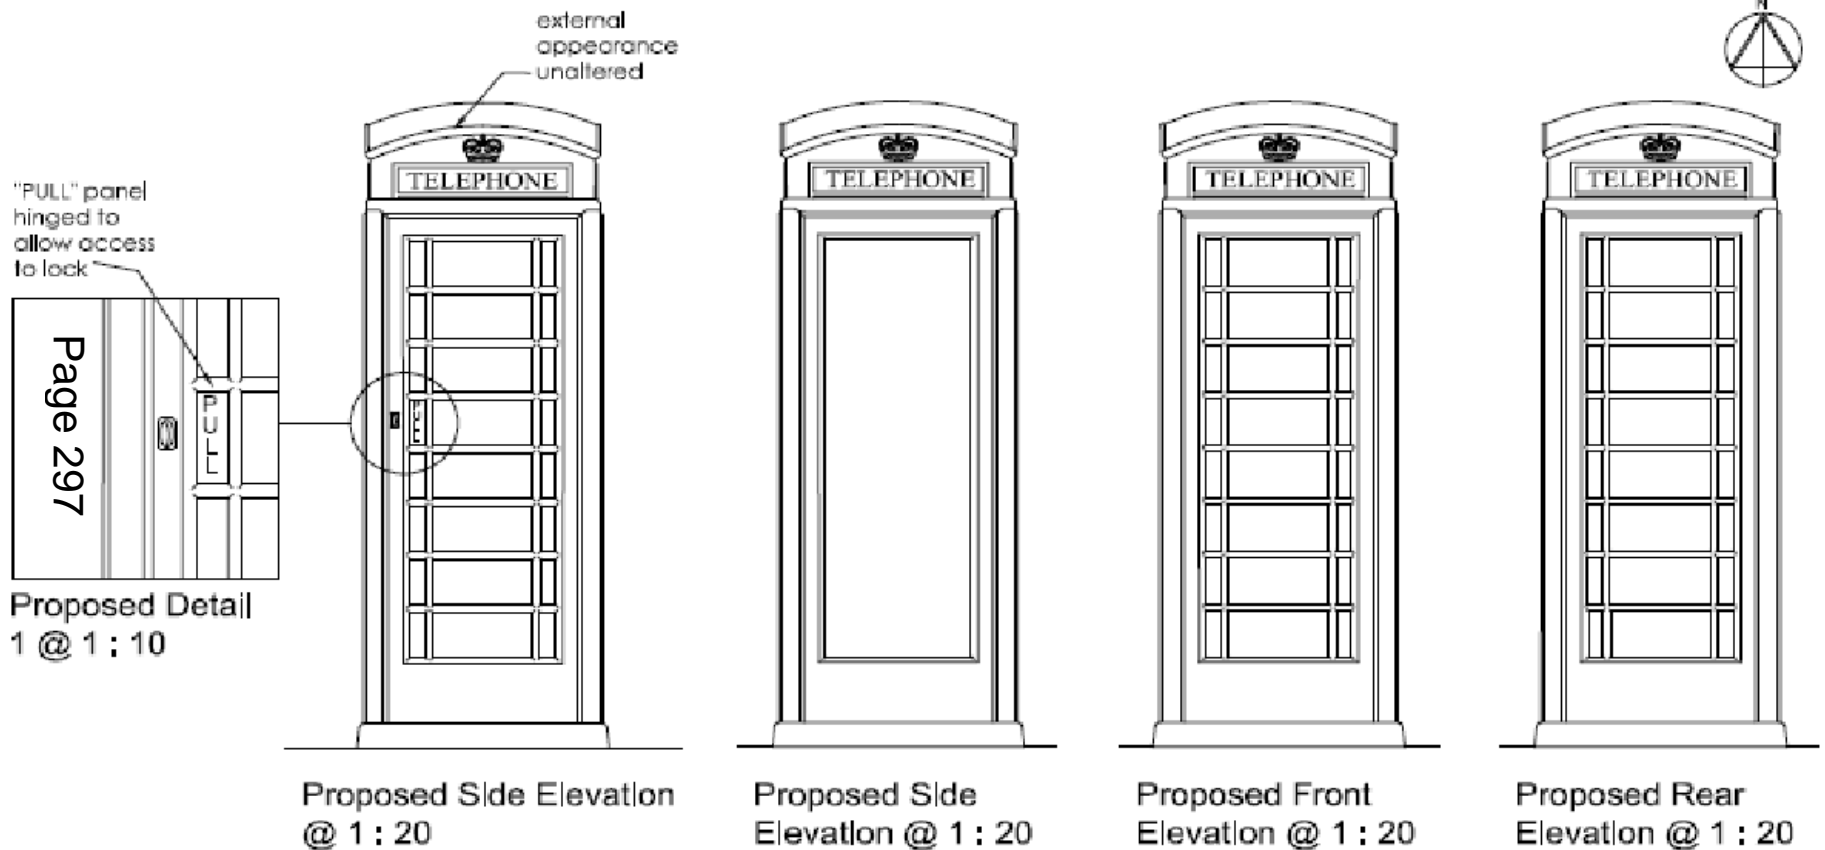 external
appearance
unaltered
N
"PULL" panel
hinged to
allow access
to lock
TELEPHONE
TELEPHONE
TELEPHONE
TELEPHONE
PULL
Page 297
PULL
Proposed Detail
1 @ 1 : 10
Proposed Side Elevation
@ 1 : 20
Proposed Side
Elevation @ 1 : 20
Proposed Front
Elevation @ 1 : 20
Proposed Rear
Elevation @ 1 : 20